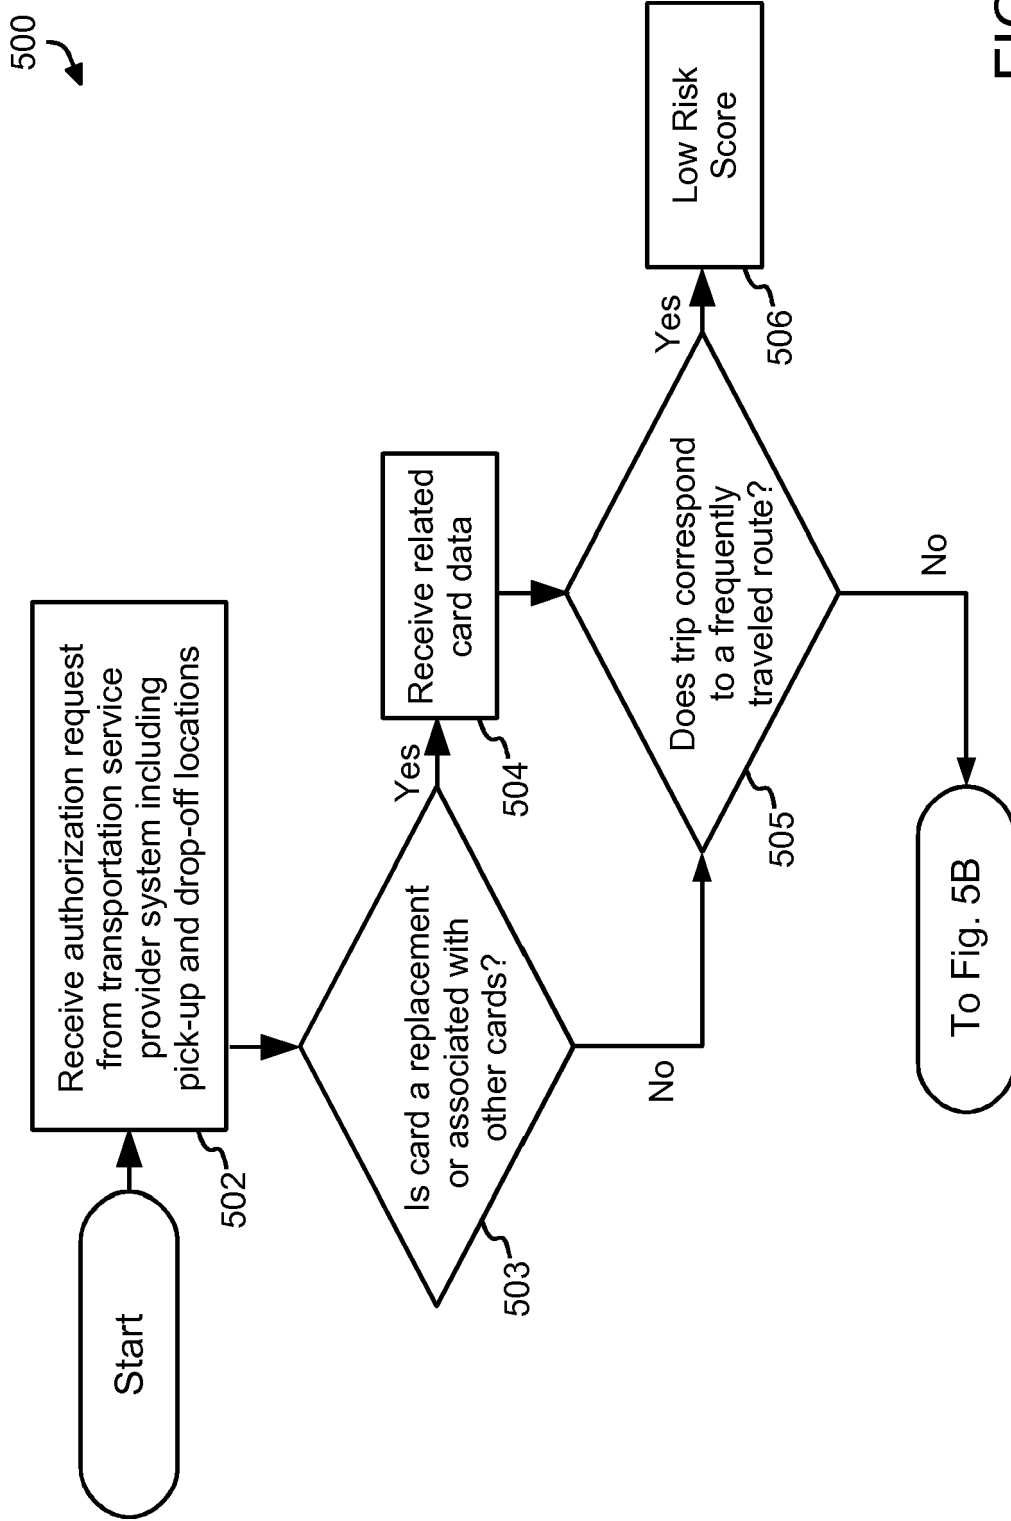 500
Start
Receive authorization request
from transportation service
provider system including
pick-up and drop-off locations
502
Is card a replacement
or associated with
other cards?
503
Yes
No
Receive related
card data
504
Does trip correspond
to a frequently
traveled route?
505
Yes
No
Low Risk
Score
506
To Fig. 5B